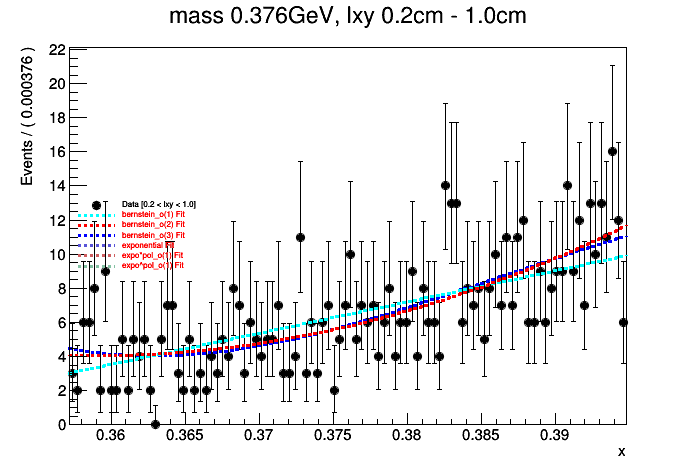 mass 0.376GeV, lxy 0.2cm - 1.0cm
Events / ( 0.000376 )
22
20
18
16
14
12
10
8
6
4
2
0
Data [0.2 < lxy < 1.0]
bernstein_o(1) Fit
bernstein_o(2) Fit
bernstein_o(3) Fit
exponential Fit
expo*pol_o(1) Fit
expo*pol_o(1) Fit
0.36 0.365 0.37 0.375 0.38 0.385 0.39
x